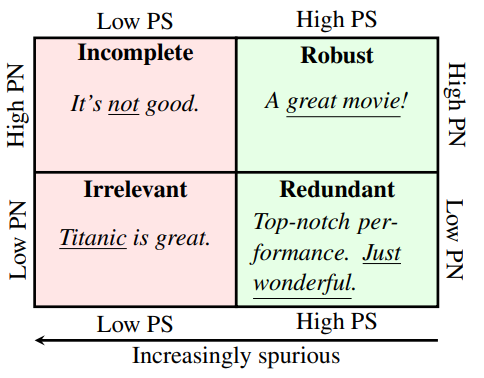 Low PS
High PS
High PN
Incomplete
It's not good.
Robust
A great movie!
High PN
Low PN
Irrelevant
Titanic is great.
Redundant
Top-notch per-
formance. Just
wonderful.
Low PN
Low PS
High PS
Increasingly spurious